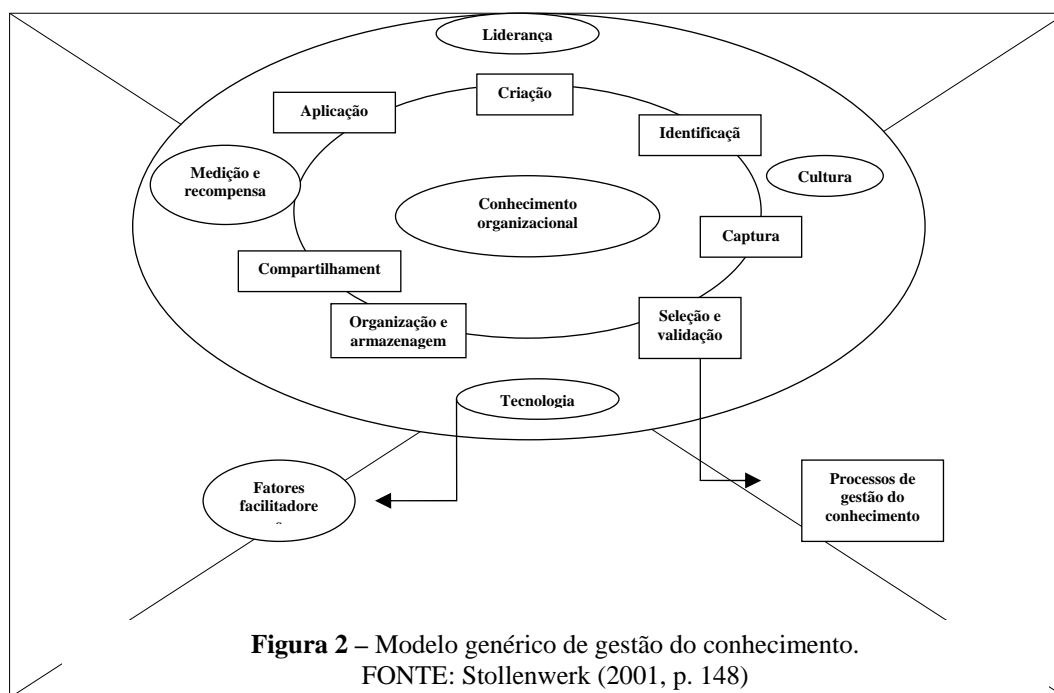 Liderança
Criação
Aplicação
Identificaçã
Medição e
recompensa
Cultura
Conhecimento
organizacional
Captura
Compartilhament
Organização e
armazenagem
Seleção e
validação
Tecnologia
Fatores
facilitadore
Processos de
gestão do
conhecimento
Figura 2 – Modelo genérico de gestão do conhecimento.
FONTE: Stollenwerk (2001, p. 148)